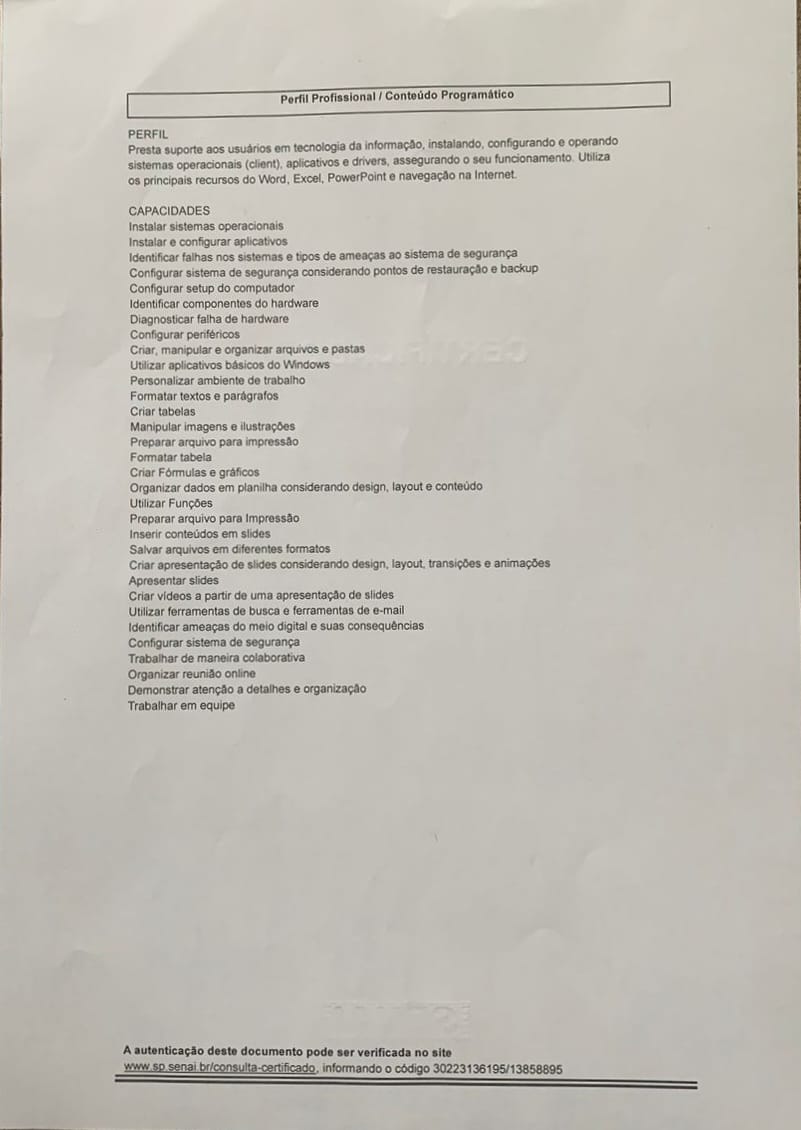 Perfil Profissional / Conteúdo Programático
PERFIL
Presta suporte aos usuários em tecnologia da informação, instalando, configurando e operando
sistemas operacionais (client), aplicativos e drivers, assegurando o seu funcionamento. Utiliza
os principais recursos do Word, Excel, PowerPoint e navegação na Internet.
CAPACIDADES
Instalar sistemas operacionais
Instalar e configurar aplicativos
Identificar falhas nos sistemas e tipos de ameaças ao sistema de segurança
Configurar sistema de segurança considerando pontos de restauração e backup
Configurar setup do computador
Identificar componentes do hardware
Diagnosticar falha de hardware
Configurar periféricos
Criar, manipular e organizar arquivos e pastas
Utilizar aplicativos básicos do Windows
Personalizar ambiente de trabalho
Formatar textos e parágrafos
Criar tabelas
Manipular imagens e ilustrações
Preparar arquivo para impressão
Formatar tabela
Criar Fórmulas e gráficos
Organizar dados em planilha considerando design, layout e conteúdo
Utilizar Funções
Preparar arquivo para Impressão
Inserir conteúdos em slides
Salvar arquivos em diferentes formatos
Criar apresentação de slides considerando design, layout, transições e animações
Apresentar slides
Criar vídeos a partir de uma apresentação de slides
Utilizar ferramentas de busca e ferramentas de e-mail
Identificar ameaças do meio digital e suas consequências
Configurar sistema de segurança
Trabalhar de maneira colaborativa
Organizar reunião online
Demonstrar atenção a detalhes e organização
Trabalhar em equipe
A autenticação deste documento pode ser verificada no site
www.sp.senai.br/consulta-certificado, informando o código 30223136195/13858895